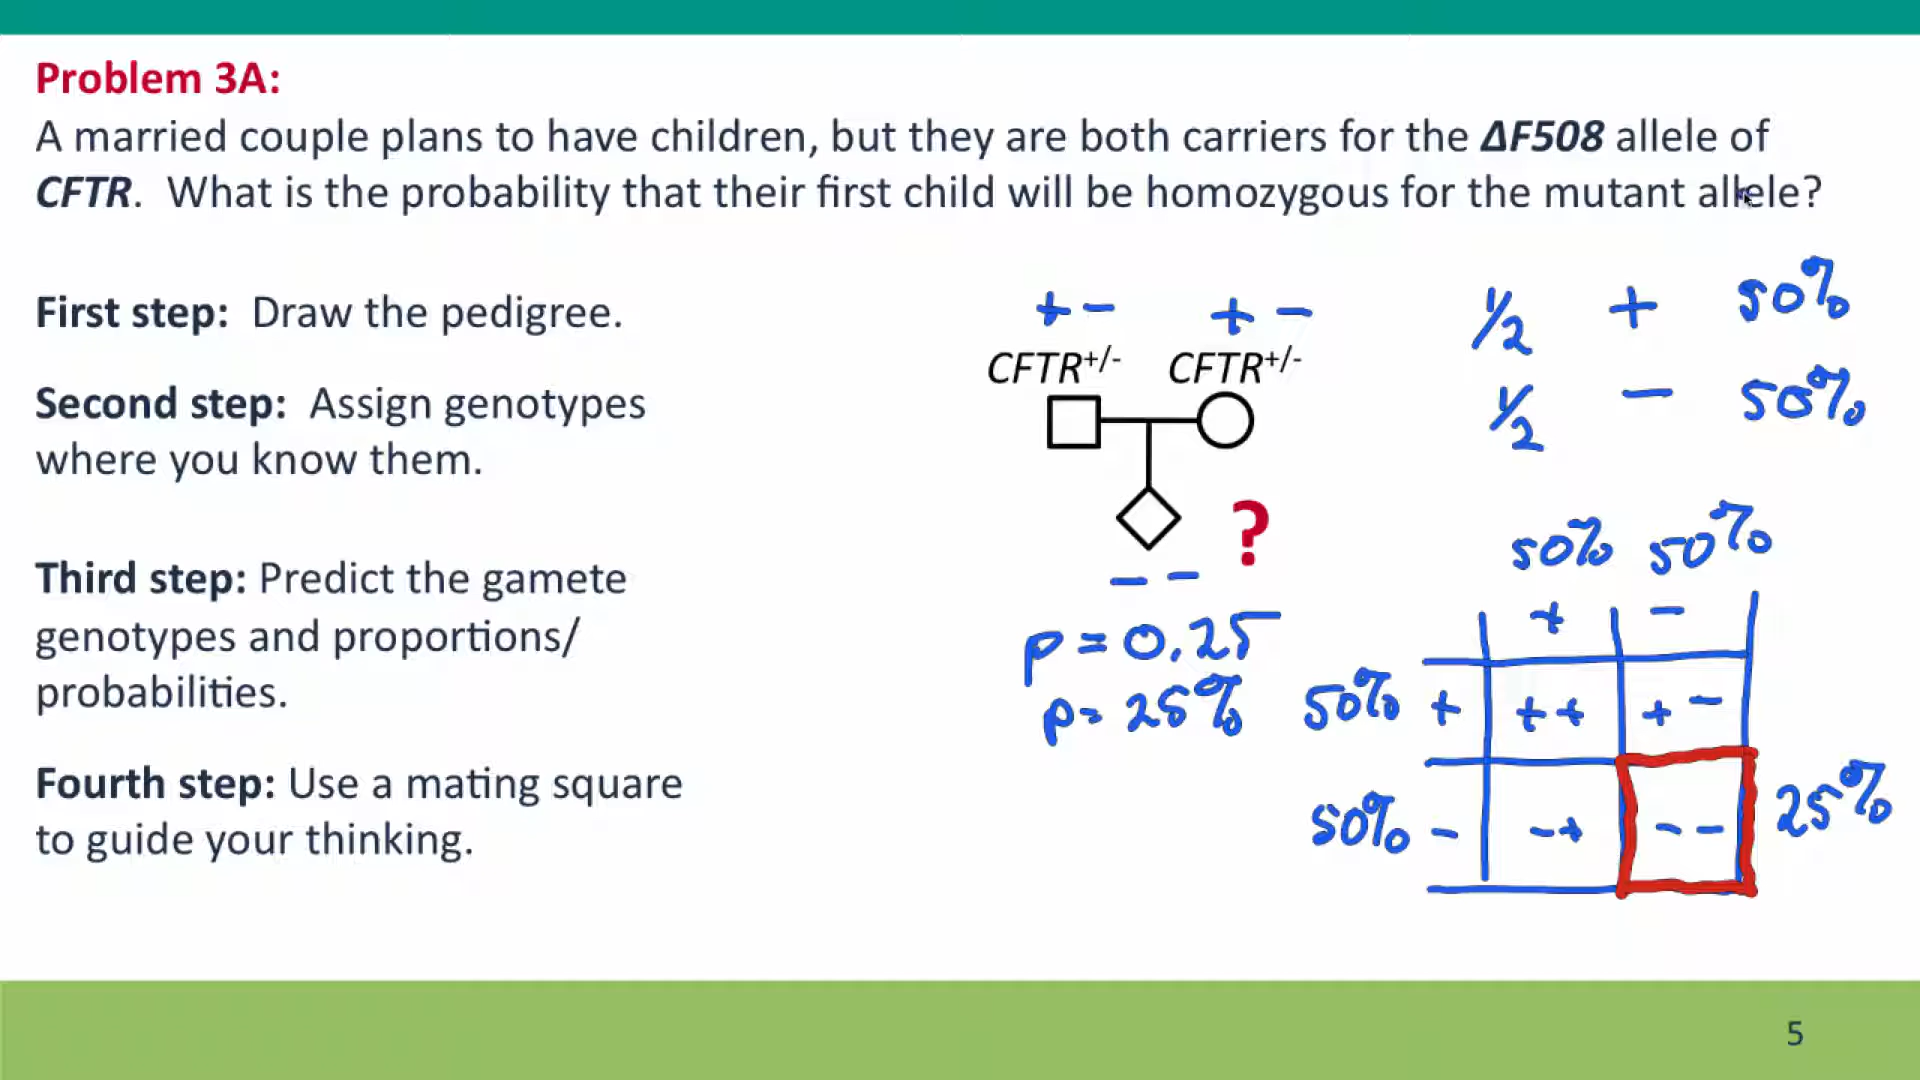 Problem 3A:
A married couple plans to have children, but they are both carriers for the ΔF508 allele of
CFTR.  What is the probability that their first child will be homozygous for the mutant allele?
First step:  Draw the pedigree.
Second step:  Assign genotypes
where you know them.
Third step: Predict the gamete
genotypes and proportions/
probabilities.
Fourth step: Use a mating square
to guide your thinking.
+ - + -
CFTR+/- CFTR+/-
?
- -
p = 0.25
p = 25%
1/2 + 50%
1/2 - 50%
50% 50%
+ -
50% + ++ + -
50% - -+ - - 25%
5